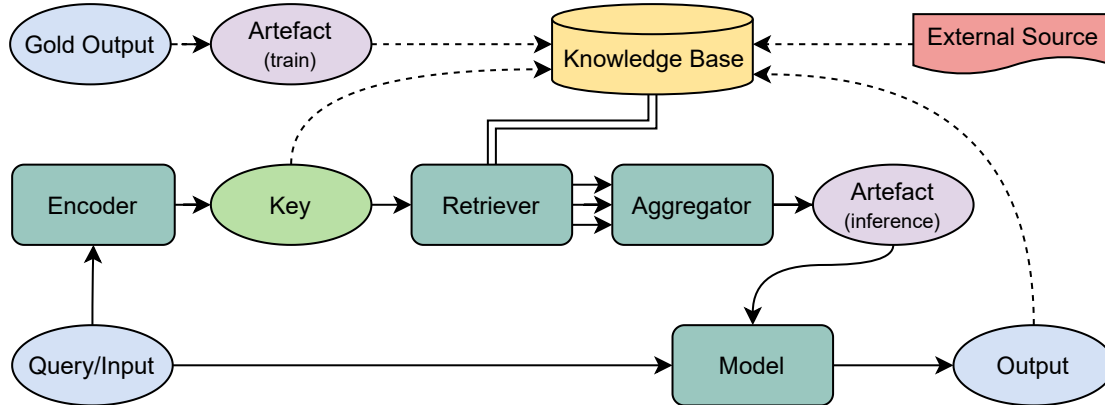 Gold Output
Artefact
(train)
Knowledge Base
External Source
Encoder
Key
Retriever
Aggregator
Artefact
(inference)
Query/Input
Model
Output